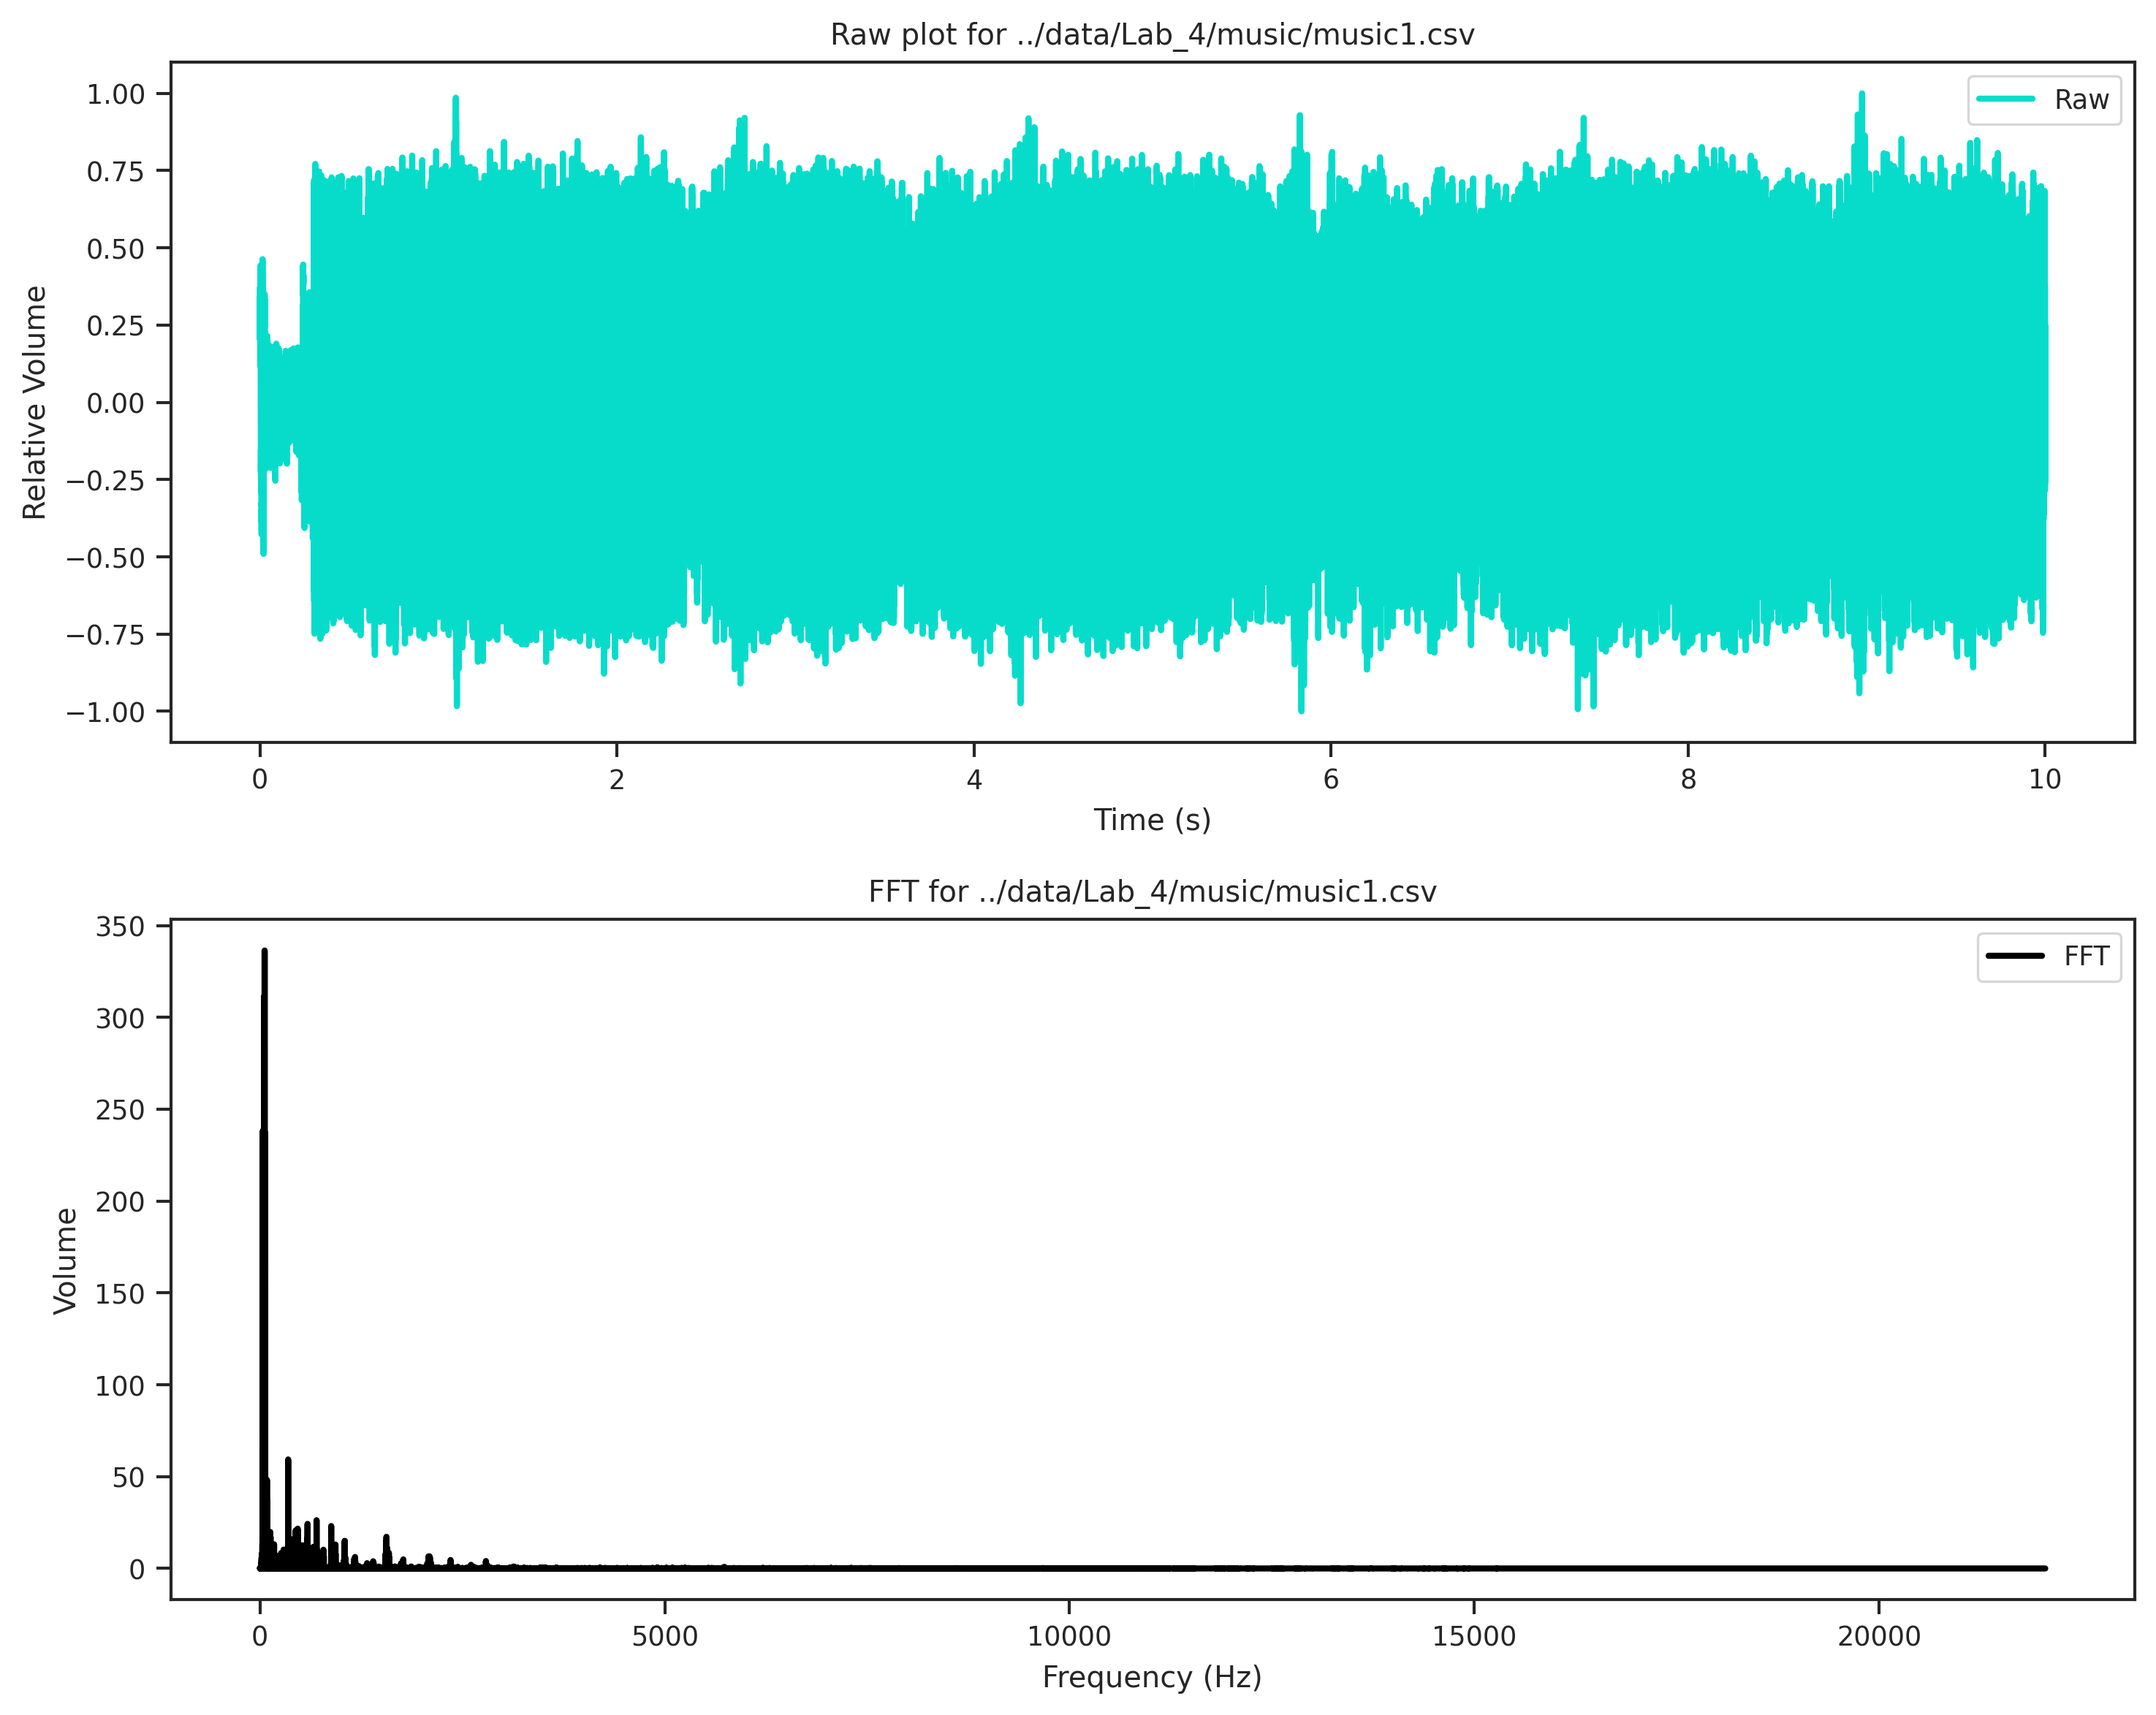 Raw plot for ../data/Lab_4/music/music1.csv
Raw
1.00
0.75
0.50
0.25
0.00
−0.25
−0.50
−0.75
−1.00
Relative Volume
0 2 4 6 8 10
Time (s)
FFT for ../data/Lab_4/music/music1.csv
FFT
350
300
250
200
150
100
50
0
Volume
0 5000 10000 15000 20000
Frequency (Hz)